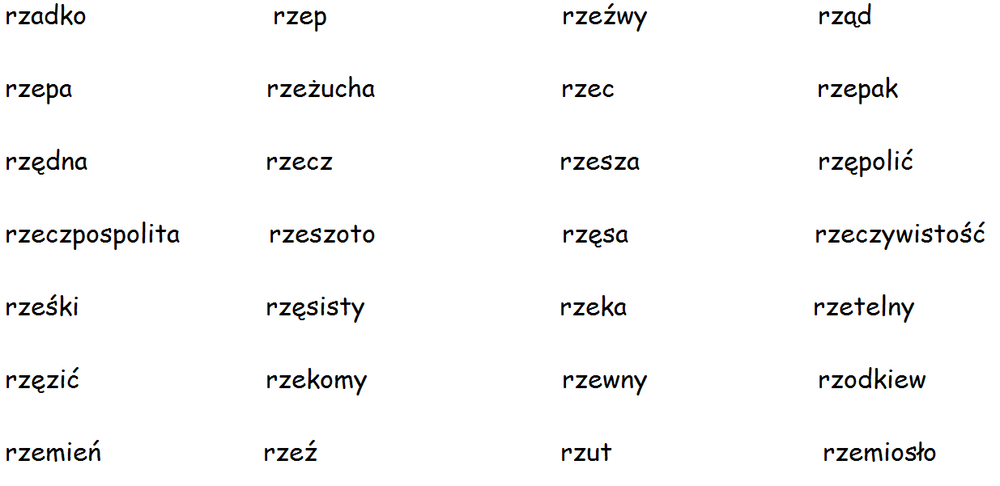 rzadko rzep rzeźwy rząd
rzepa rzeżucha rzec rzepak
rzędna rzecz rzesza rzępolić
rzeczpospolita rzeszoto rzęsa rzeczywistość
rześki rzęsisty rzeka rzetelny
rzęzić rzekomy rzewny rzodkiew
rzemień rzeź rzut rzemiosło